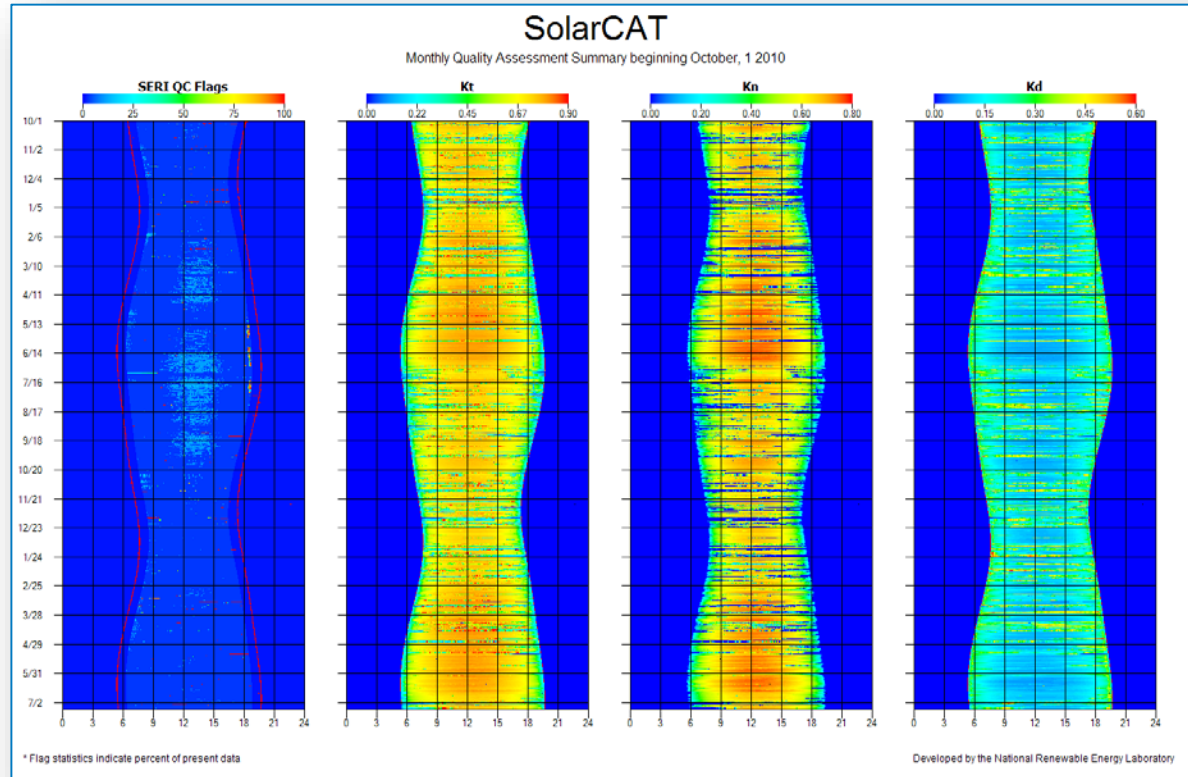 SolarCAT
Monthly Quality Assessment Summary beginning October, 1 2010
SERI QC Flags
0 25 50 75 100
Kt
0.00 0.22 0.45 0.67 0.90
Kn
0.00 0.20 0.40 0.60 0.80
Kd
0.00 0.15 0.30 0.45 0.60
10/1
11/2
12/4
1/5
2/6
3/10
4/11
5/13
6/14
7/16
8/17
9/18
10/20
11/21
12/23
1/24
2/25
3/28
4/29
5/31
7/2
0 3 6 9 12 15 18 21 24
0 3 6 9 12 15 18 21 24
0 3 6 9 12 15 18 21 24
0 3 6 9 12 15 18 21 24
* Flag statistics indicate percent of present data
Developed by the National Renewable Energy Laboratory